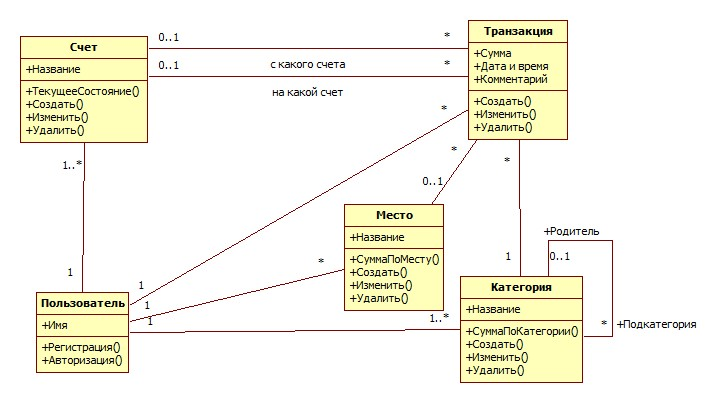 Счет
+Название
+ТекущееСостояние()
+Создать()
+Изменить()
+Удалить()
0..1
*
0..1
с какого счета
*
на какой счет
Транзакция
+Сумма
+Дата и время
+Комментарий
+Создать()
+Изменить()
+Удалить()
*
*
*
1..*
0..1
Место
+Название
+СуммаПоМесту()
+Создать()
+Изменить()
+Удалить()
+Родитель
0..1
1
*
1
1
1
1
1..*
Пользователь
+Имя
+Регистрация()
+Авторизация()
Категория
+Название
+СуммаПоКатегории()
+Создать()
+Изменить()
+Удалить()
*
+Подкатегория